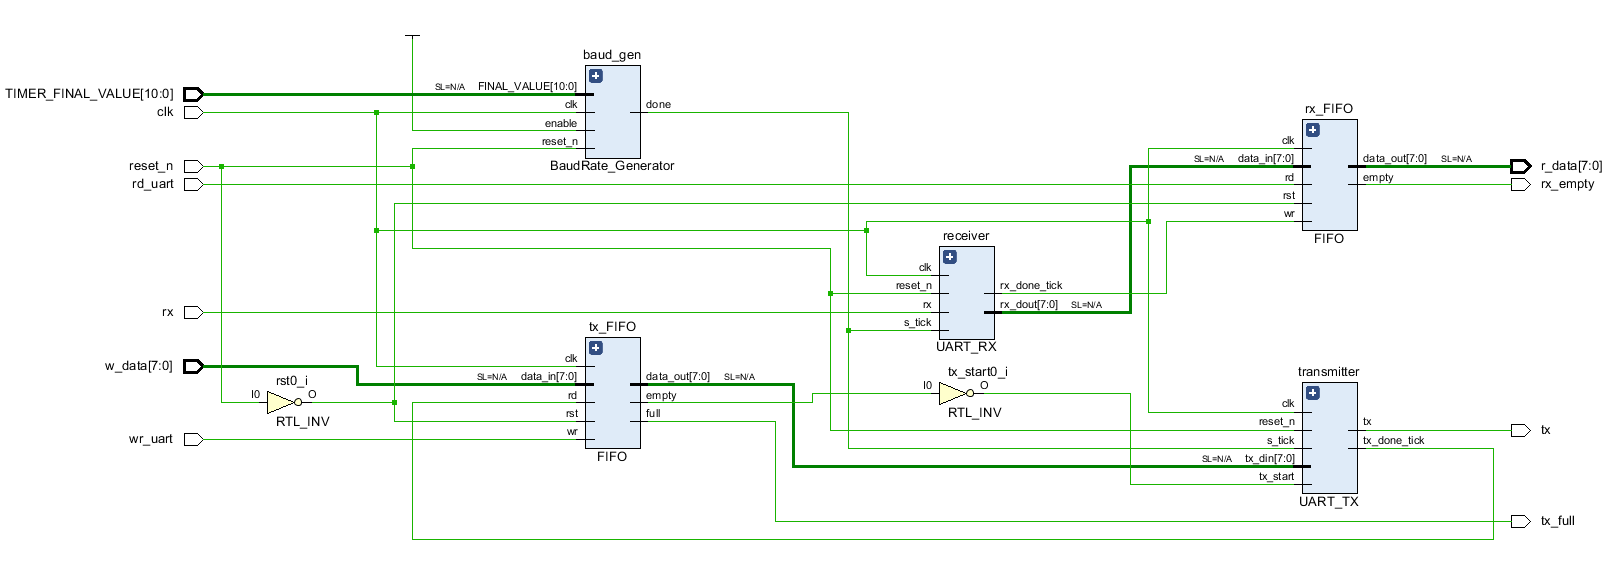 baud_gen
TIMER_FINAL_VALUE[10:0]
SL=N/A FINAL_VALUE[10:0]
clk
clk
enable
reset_n
done
BaudRate_Generator
reset_n
rd_uart
rx_FIFO
clk
SL=N/A data_in[7:0]
rd
rst
wr
data_out[7:0] SL=N/A
empty
FIFO
r_data[7:0]
rx_empty
receiver
clk
reset_n
rx
s_tick
rx_done_tick
rx_dout[7:0] SL=N/A
UART_RX
rx
tx_FIFO
clk
SL=N/A data_in[7:0]
rd
rst
wr
data_out[7:0] SL=N/A
empty
full
FIFO
w_data[7:0]
rst0_i
I0 O
RTL_INV
wr_uart
tx_start0_i
I0 O
RTL_INV
transmitter
clk
reset_n
s_tick
SL=N/A tx_din[7:0]
tx_start
tx
tx_done_tick
UART_TX
tx
tx_full